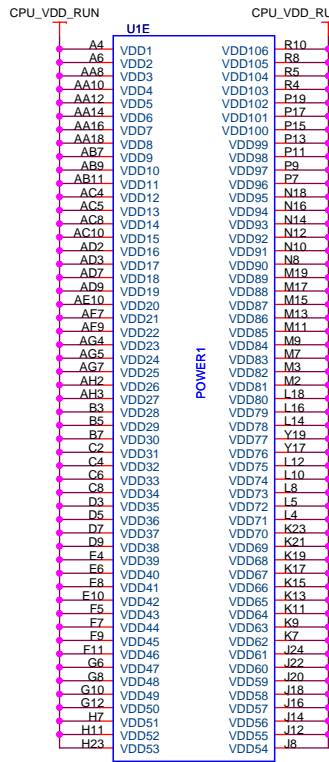 CPU_VDD_RUN CPU_VDD_RU
U1E
A4 VDD1 VDD106 R10
A6 VDD2 VDD105 R8
AA8 VDD3 VDD104 R5
AA10 VDD4 VDD103 R4
AA12 VDD5 VDD102 P19
AA14 VDD6 VDD101 P17
AA16 VDD7 VDD100 P15
AA18 VDD8 VDD99 P13
AB7 VDD9 VDD98 P11
AB9 VDD10 VDD97 P9
AB11 VDD11 VDD96 P7
AC4 VDD12 VDD95 N18
AC5 VDD13 VDD94 N16
AC8 VDD14 VDD93 N14
AC10 VDD15 VDD92 N12
AD2 VDD16 VDD91 N10
AD3 VDD17 VDD90 N8
AD7 VDD18 VDD89 M19
AD9 VDD19 VDD88 M17
AE10 VDD20 VDD87 M15
AF7 VDD21 VDD86 M13
AF9 VDD22 VDD85 M11
AG4 VDD23 VDD84 M9
AG5 VDD24 VDD83 M7
AG7 VDD25 VDD82 M3
AH2 VDD26 VDD81 M2
AH3 VDD27 VDD80 L18
B3 VDD28 VDD79 L16
B5 VDD29 VDD78 L14
B7 VDD30 VDD77 Y19
C2 VDD31 VDD76 Y17
C4 VDD32 VDD75 L12
C6 VDD33 VDD74 L10
C8 VDD34 VDD73 L8
D3 VDD35 VDD72 L5
D5 VDD36 VDD71 L4
D7 VDD37 VDD70 K23
D9 VDD38 VDD69 K21
E4 VDD39 VDD68 K19
E6 VDD40 VDD67 K17
E8 VDD41 VDD66 K15
E10 VDD42 VDD65 K13
F5 VDD43 VDD64 K11
F7 VDD44 VDD63 K9
F9 VDD45 VDD62 K7
F11 VDD46 VDD61 J24
G6 VDD47 VDD60 J22
G8 VDD48 VDD59 J20
G10 VDD49 VDD58 J18
G12 VDD50 VDD57 J16
H7 VDD51 VDD56 J14
H11 VDD52 VDD55 J12
H23 VDD53 VDD54 J8
POWER1